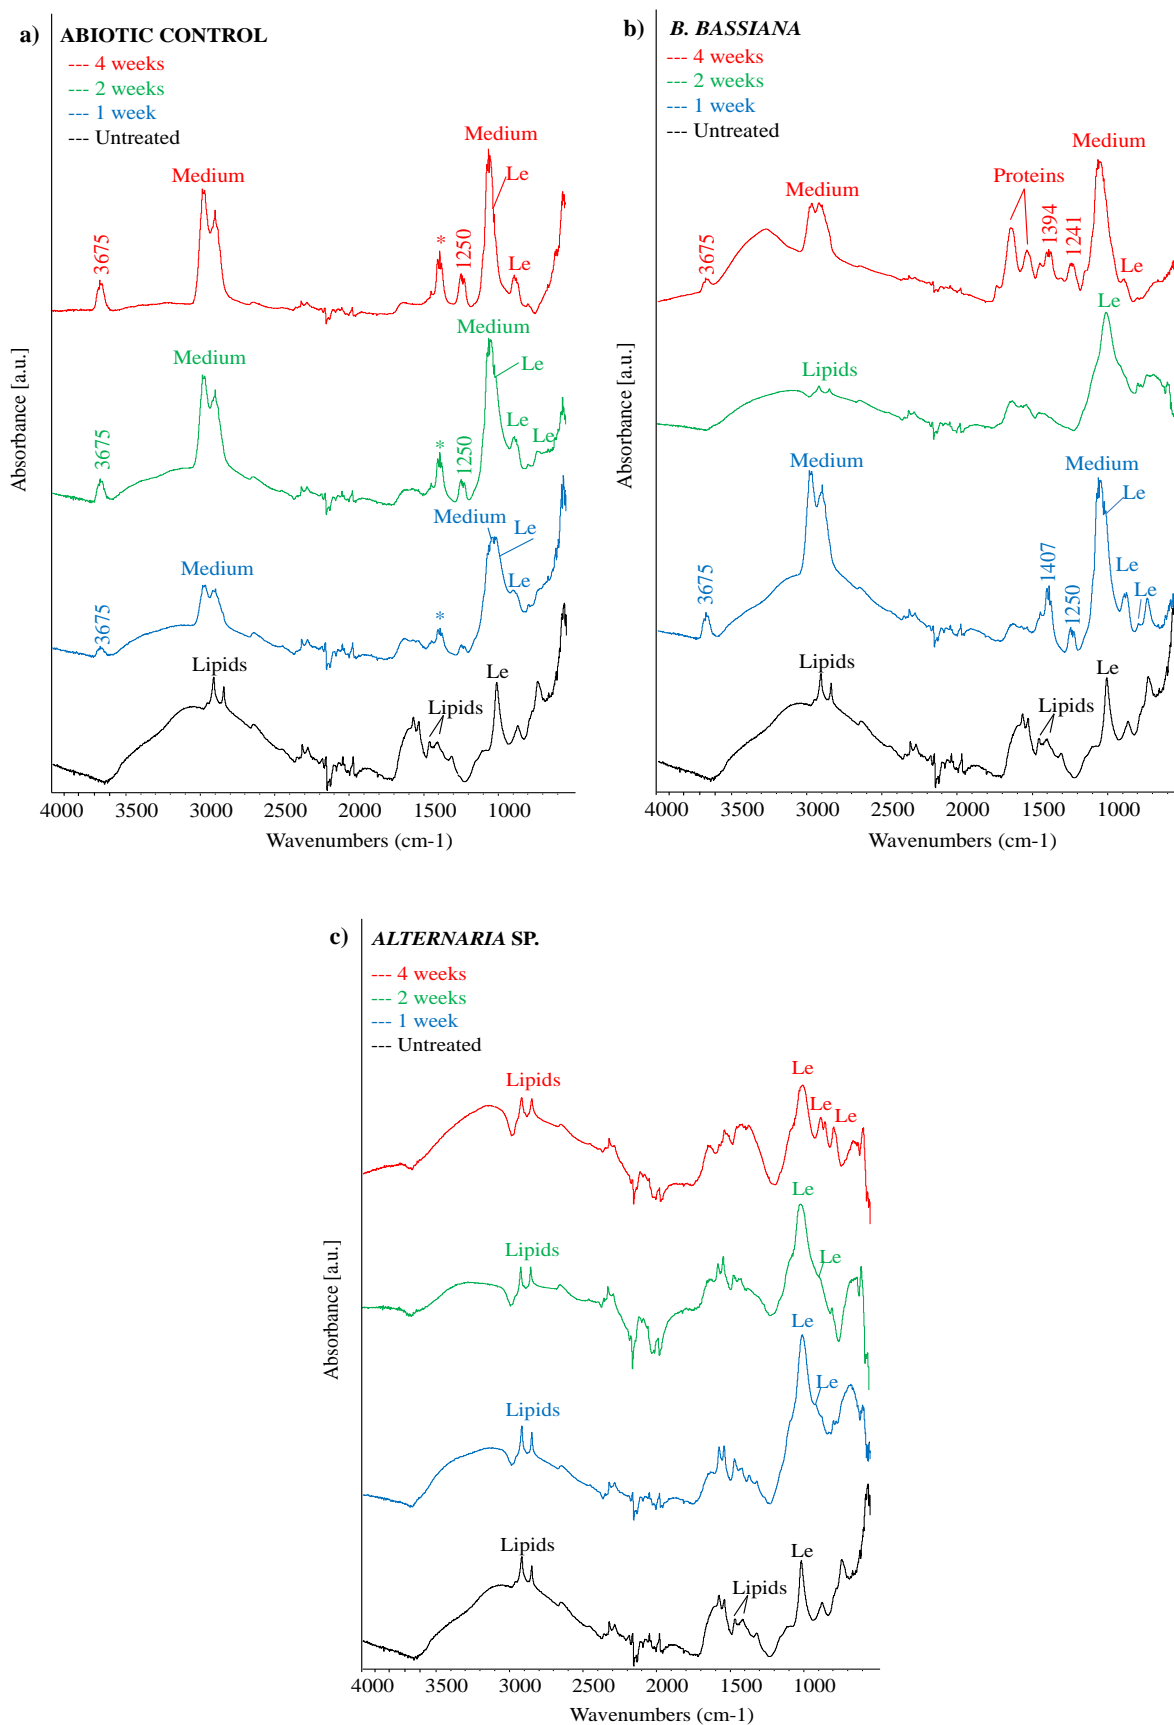 a) ABIOTIC CONTROL
--- 4 weeks
--- 2 weeks
--- 1 week
--- Untreated
Medium
Medium
Le
3675
*
1250
Le
Medium
Medium
Le
3675
*
1250
Le
Le
Medium
Le
Medium
Le
3675
*
Lipids
Le
Lipids
Absorbance [a.u.]
4000 3500 3000 2500 2000 1500 1000
Wavenumbers (cm-1)
b) B. BASSIANA
--- 4 weeks
--- 2 weeks
--- 1 week
--- Untreated
Medium
Proteins
Medium
3675
1394
1241
Le
Le
Lipids
Medium
Medium
Le
3675
1407
1250
Le
Le
Lipids
Le
Lipids
Absorbance [a.u.]
4000 3500 3000 2500 2000 1500 1000
Wavenumbers (cm-1)
c) ALTERNARIA SP.
--- 4 weeks
--- 2 weeks
--- 1 week
--- Untreated
Lipids
Le
Le
Le
Lipids
Le
Le
Lipids
Le
Le
Lipids
Le
Lipids
Absorbance [a.u.]
4000 3500 3000 2500 2000 1500 1000
Wavenumbers (cm-1)